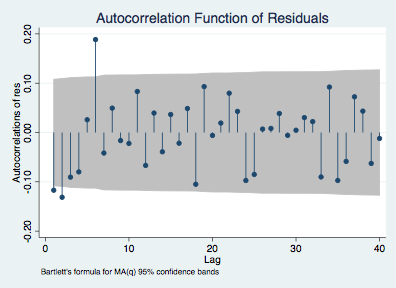 Autocorrelation Function of Residuals
Autocorrelations of res
0.20
0.10
0.00
-0.10
-0.20
0
10
20
30
40
Lag
Bartlett's formula for MA(q) 95% confidence bands